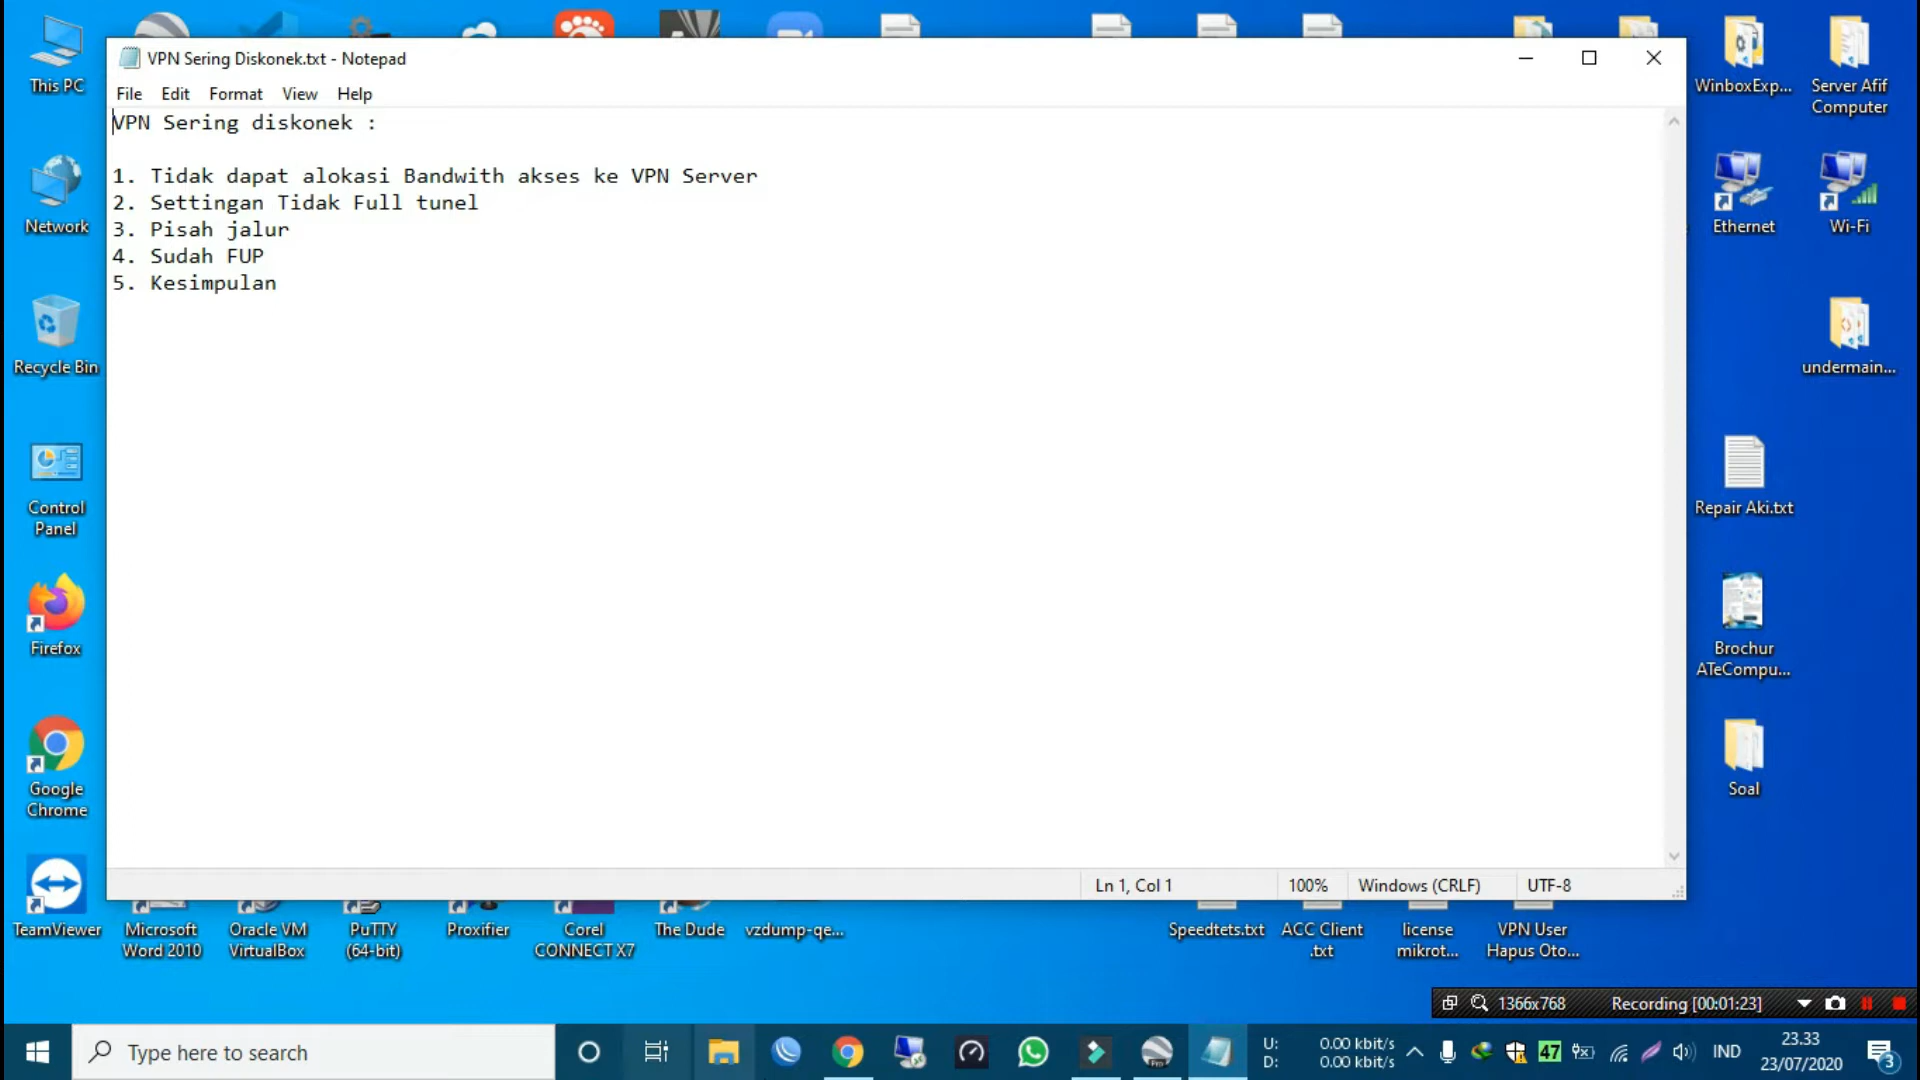 VPN Sering Diskonek.txt - Notepad
File Edit Format View Help
VPN Sering diskonek :
1. Tidak dapat alokasi Bandwith akses ke VPN Server
2. Settingan Tidak Full tunel
3. Pisah jalur
4. Sudah FUP
5. Kesimpulan
Ln 1, Col 1 100% Windows (CRLF) UTF-8
This PC
Network
Recycle Bin
Control
Panel
Firefox
Google
Chrome
TeamViewer
Microsoft
Word 2010
Oracle VM
VirtualBox
PuTTY
(64-bit)
Proxifier
Corel
CONNECT X7
The Dude
vzdump-qe...
Speedtets.txt
ACC Client
.txt
license
mikrot...
VPN User
Hapus Oto...
WinboxExp...
Server Afif
Computer
Ethernet
Wi-Fi
undermain...
Repair Aki.txt
Brochur
ATeCompu...
Soal
1366x768 Recording [00:01:23]
Type here to search
U: 0.00 kbit/s
D: 0.00 kbit/s
47
IND
23.33
23/07/2020
3